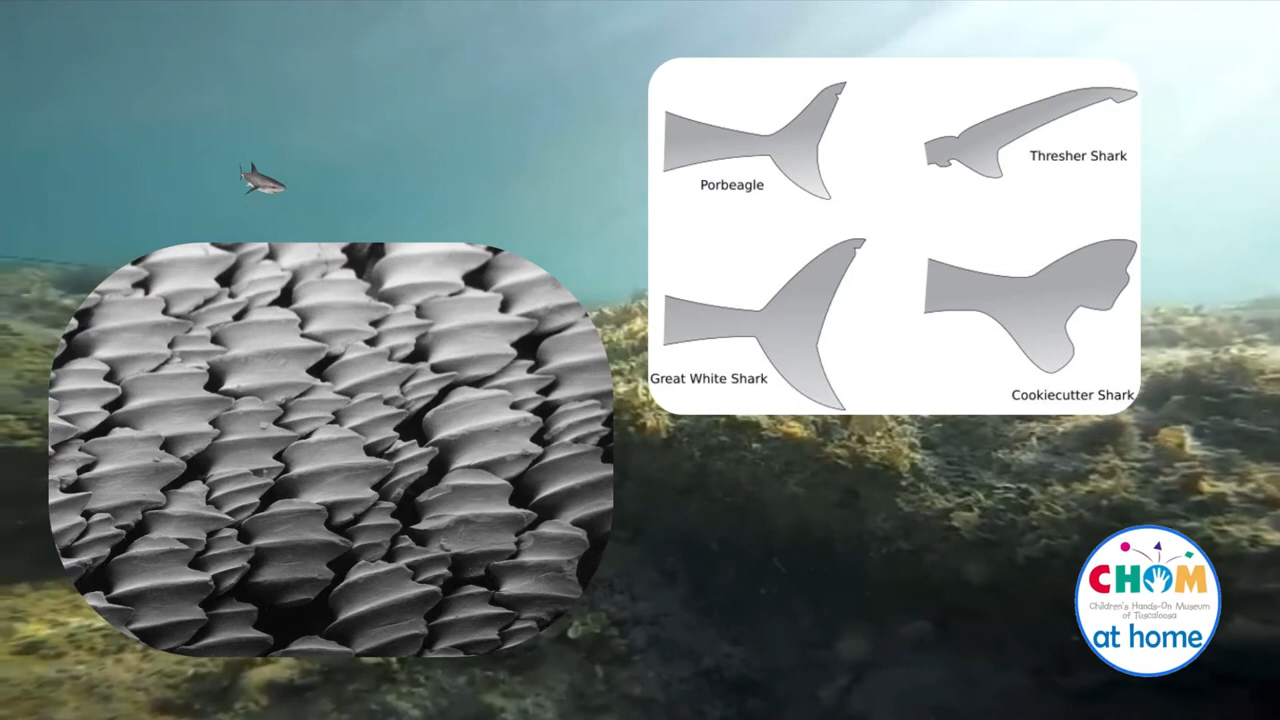 Porbeagle
Thresher Shark
Great White Shark
Cookiecutter Shark
CHOM
Children's Hands-On Museum
of Tuscaloosa
at home